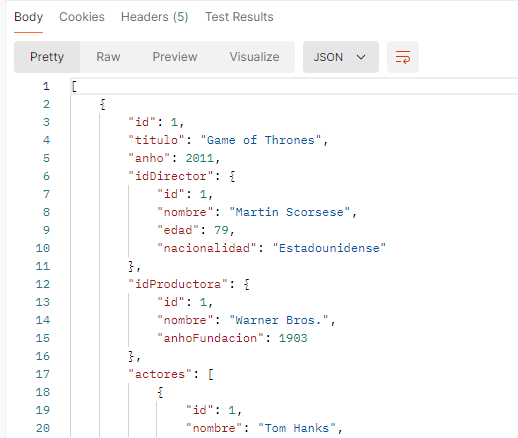 Body Cookies Headers (5) Test Results
Pretty Raw Preview Visualize JSON
1 [
2 {
3 "id": 1,
4 "titulo": "Game of Thrones",
5 "anho": 2011,
6 "idDirector": {
7 "id": 1,
8 "nombre": "Martin Scorsese",
9 "edad": 79,
10 "nacionalidad": "Estadounidense"
11 },
12 "idProductora": {
13 "id": 1,
14 "nombre": "Warner Bros.",
15 "anhoFundacion": 1903
16 },
17 "actores": [
18 {
19 "id": 1,
20 "nombre": "Tom Hanks",